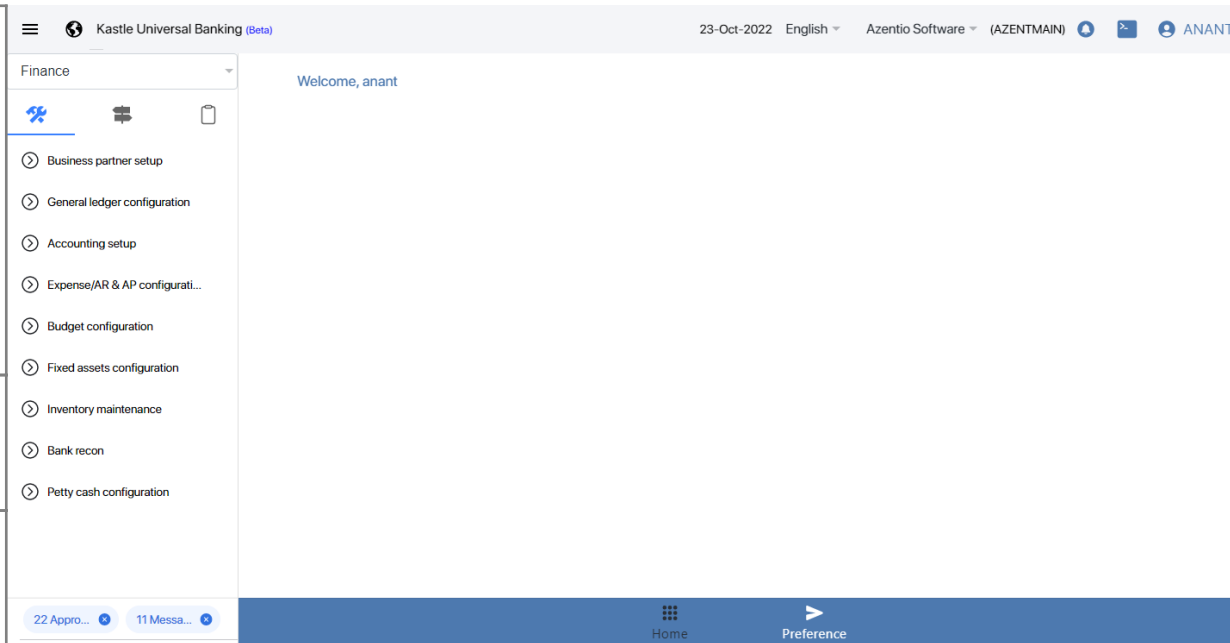 Kastle Universal Banking (Beta)
23-Oct-2022 English Azentio Software (AZENTMAIN) ANANT
Finance
Welcome, anant
Business partner setup
General ledger configuration
Accounting setup
Expense/AR & AP configurati...
Budget configuration
Fixed assets configuration
Inventory maintenance
Bank recon
Petty cash configuration
22 Appro... 11 Messa...
Home Preference